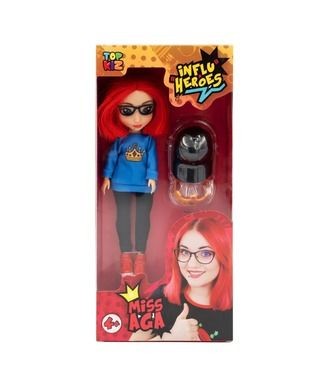 TOP
KIZ
INFLU
HEROES
MISS
AGA
4+